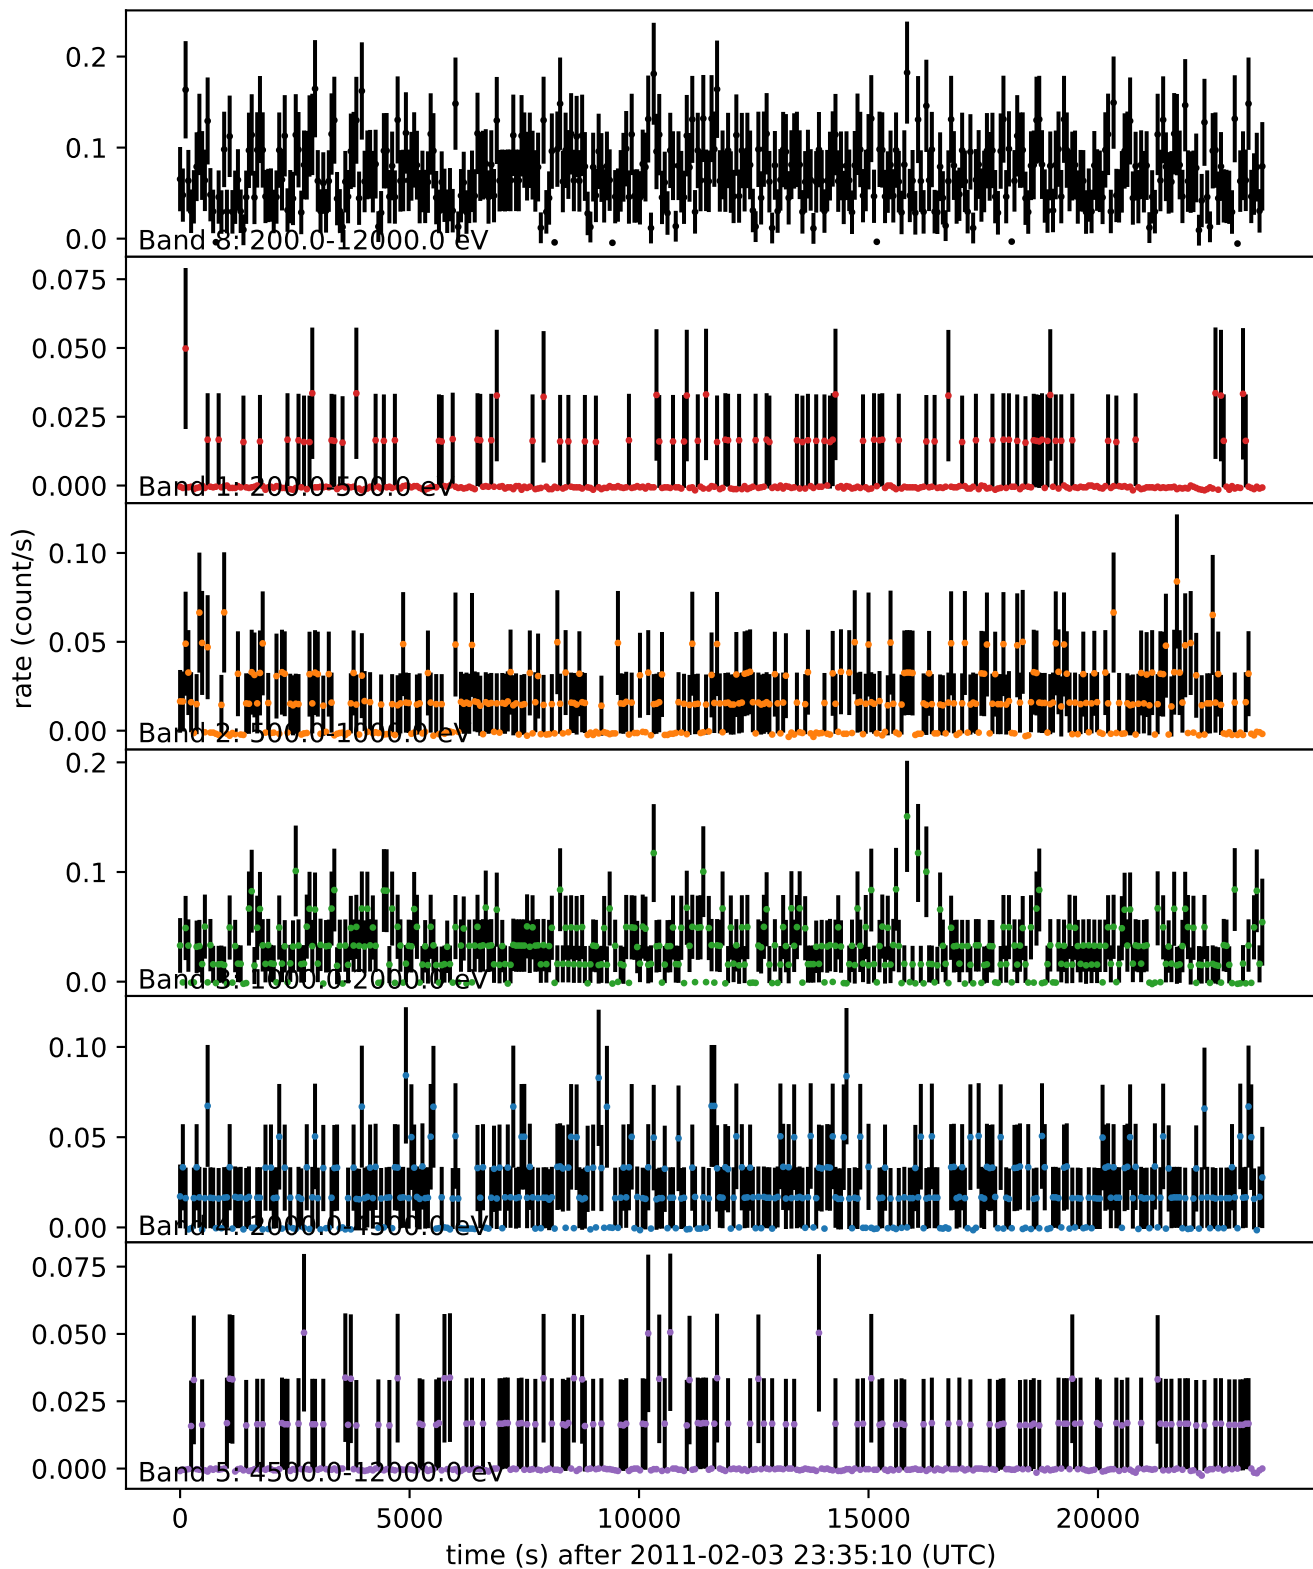 0.2
0.1
0.0
Band 8: 200.0-12000.0 eV
0.075
0.050
0.025
0.000
Band 1: 200.0-500.0 eV
rate (count/s)
0.10
0.05
0.00
Band 2: 500.0-1000.0 eV
0.2
0.1
0.0
Band 3: 1000.0-2000.0 eV
0.10
0.05
0.00
Band 4: 2000.0-4500.0 eV
0.075
0.050
0.025
0.000
Band 5: 4500.0-12000.0 eV
0 5000 10000 15000 20000
time (s) after 2011-02-03 23:35:10 (UTC)